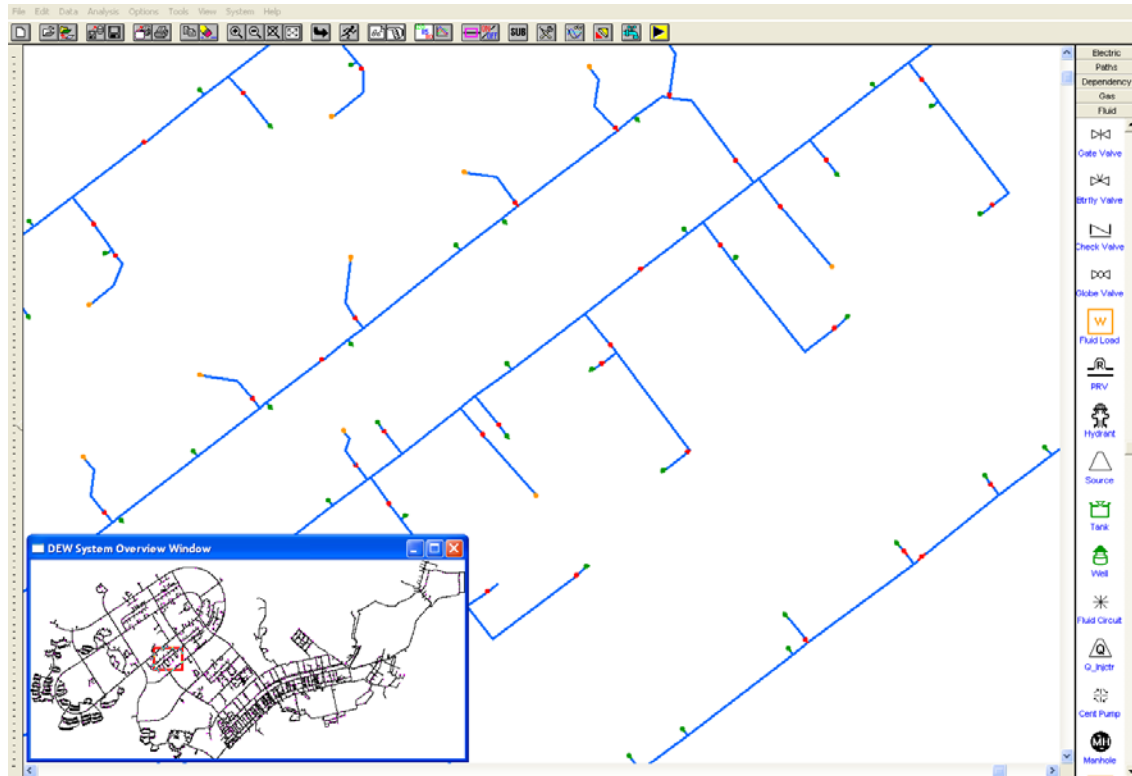 File Edit Data Analysis Options Tools View System Help
SUB
Electric
Paths
Dependency
Gas
Fluid
Gate Valve
Btrfly Valve
Check Valve
Globe Valve
W
Fluid Load
R
PRV
Hydrant
Source
Tank
Well
Fluid Circuit
Q
Q_Injctr
Cent Pump
MH
Manhole
DEW System Overview Window